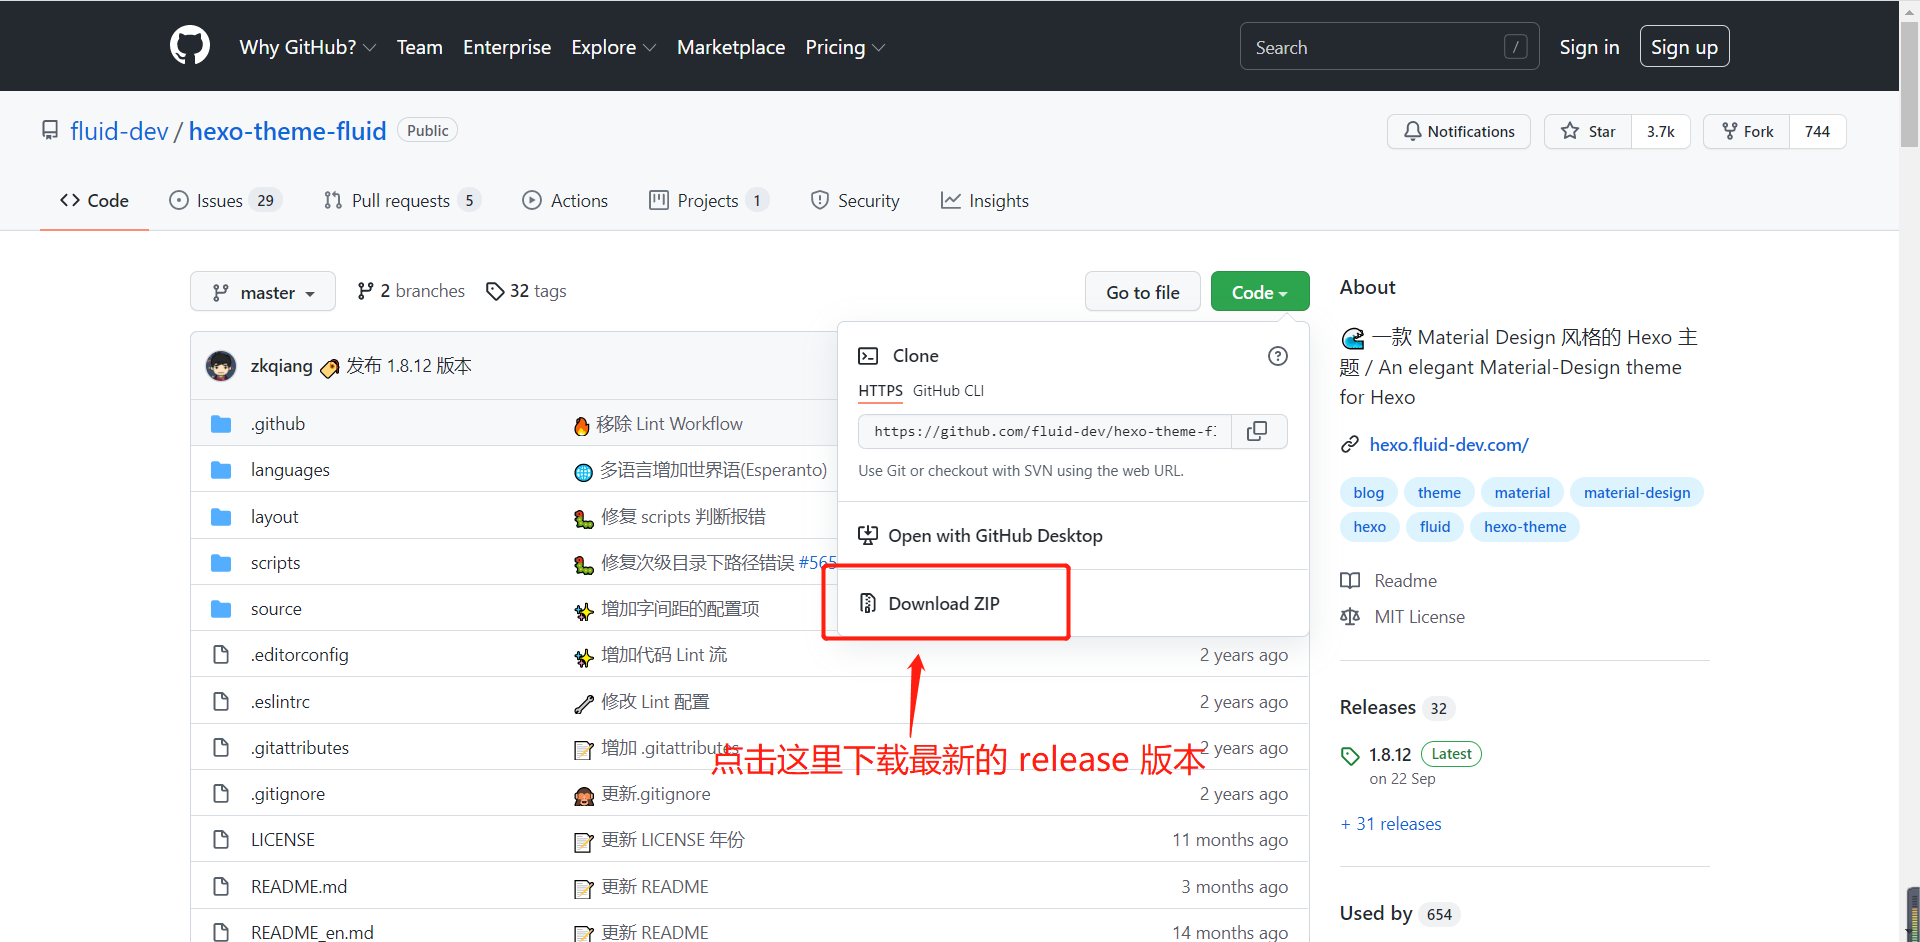 Why GitHub? Team Enterprise Explore Marketplace Pricing Search / Sign in Sign up
fluid-dev / hexo-theme-fluid Public
Notifications Star 3.7k Fork 744
Code Issues 29 Pull requests 5 Actions Projects 1 Security Insights
master 2 branches 32 tags Go to file Code
zkqiang 发布 1.8.12 版本
.github 移除 Lint Workflow
languages 多语言增加世界语(Esperanto)
layout 修复 scripts 判断报错
scripts 修复次级目录下路径错误 #565
source 增加字间距的配置项
.editorconfig 增加代码 Lint 流 2 years ago
.eslintrc 修改 Lint 配置 2 years ago
.gitattributes 增加 .gitattributes 2 years ago
.gitignore 更新.gitignore 2 years ago
LICENSE 更新 LICENSE 年份 11 months ago
README.md 更新 README 3 months ago
README_en.md 更新 README 14 months ago
Clone
HTTPS GitHub CLI
https://github.com/fluid-dev/hexo-theme-f
Use Git or checkout with SVN using the web URL.
Open with GitHub Desktop
Download ZIP
点击这里下载最新的 release 版本
About
一款 Material Design 风格的 Hexo 主
题 / An elegant Material-Design theme
for Hexo
hexo.fluid-dev.com/
blog theme material material-design
hexo fluid hexo-theme
Readme
MIT License
Releases 32
1.8.12 Latest
on 22 Sep
+ 31 releases
Used by 654